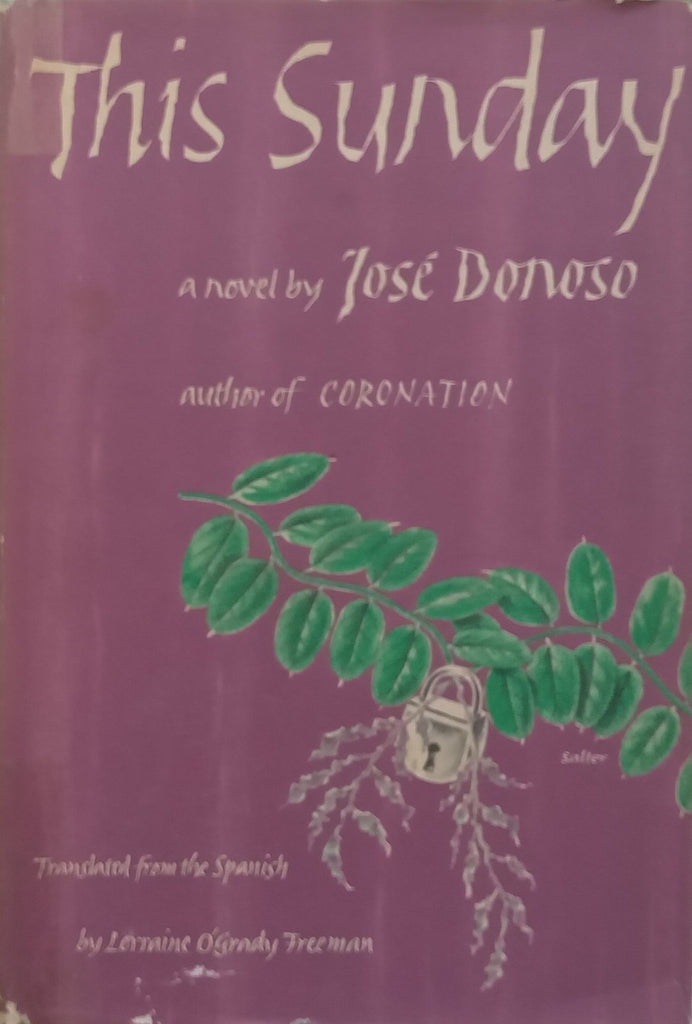 This Sunday
a novel by José Donoso
author of CORONATION
Salter
Translated from the Spanish
by Lorraine O'Grady Freeman